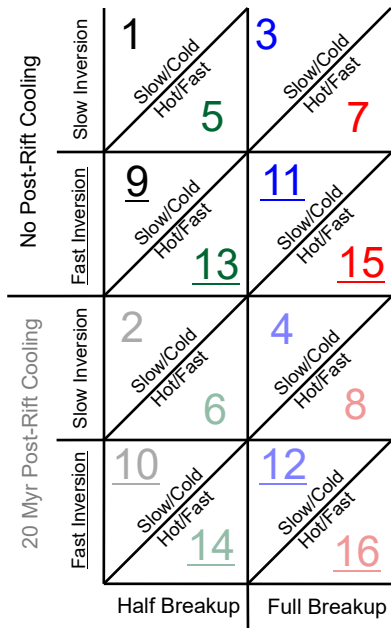 No Post-Rift Cooling
Slow Inversion
1
Slow/Cold
Hot/Fast
5
3
Slow/Cold
Hot/Fast
7
Fast Inversion
9
Slow/Cold
Hot/Fast
13
11
Slow/Cold
Hot/Fast
15
20 Myr Post-Rift Cooling
Slow Inversion
2
Slow/Cold
Hot/Fast
6
4
Slow/Cold
Hot/Fast
8
Fast Inversion
10
Slow/Cold
Hot/Fast
14
12
Slow/Cold
Hot/Fast
16
Half Breakup
Full Breakup